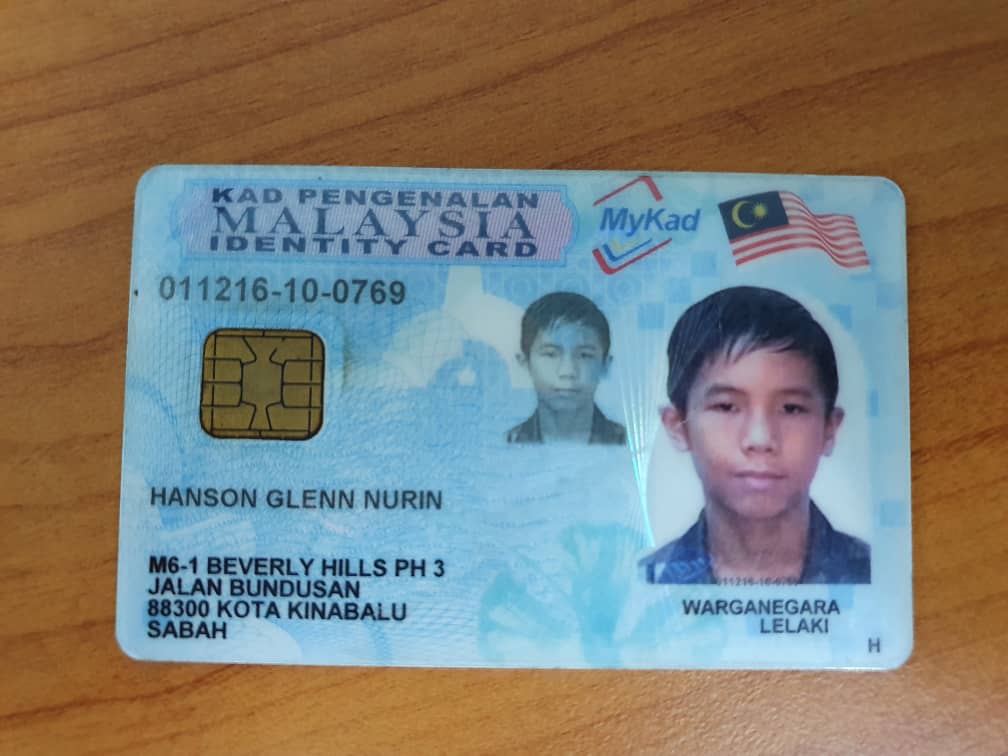 KAD PENGENALAN
MALAYSIA
IDENTITY CARD
MyKad
011216-10-0769
HANSON GLENN NURIN
M6-1 BEVERLY HILLS PH 3
JALAN BUNDUSAN
88300 KOTA KINABALU
SABAH
011216-10-0769
WARGANEGARA
LELAKI
H